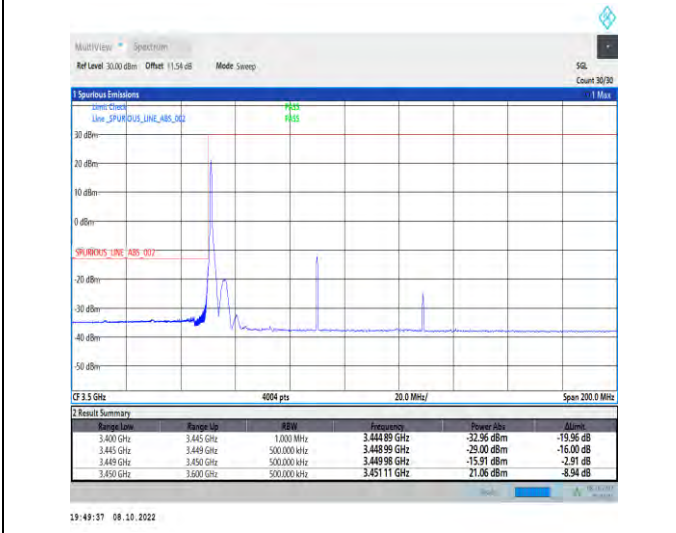 MultiView Spectrum
Ref Level 30.00 dBm Offset 11.54 dB Mode Sweep SGL
Count 30/30
1 Spurious Emissions 1 Max
Limit Check PASS
Line _SPURIOUS_LINE_ABS_002 PASS
30 dBm
20 dBm
10 dBm
0 dBm
SPURIOUS_LINE_ABS_002
-20 dBm
-30 dBm
-40 dBm
-50 dBm
CF 3.5 GHz 4004 pts 20.0 MHz/ Span 200.0 MHz
2 Result Summary
Range Low Range Up RBW Frequency Power Abs ΔLimit
3.400 GHz 3.445 GHz 1.000 MHz 3.444 89 GHz -32.96 dBm -19.96 dB
3.445 GHz 3.449 GHz 500.000 kHz 3.448 99 GHz -29.00 dBm -16.00 dB
3.449 GHz 3.450 GHz 500.000 kHz 3.449 98 GHz -15.91 dBm -2.91 dB
3.450 GHz 3.600 GHz 500.000 kHz 3.451 11 GHz 21.06 dBm -8.94 dB
19:49:37 08.10.2022